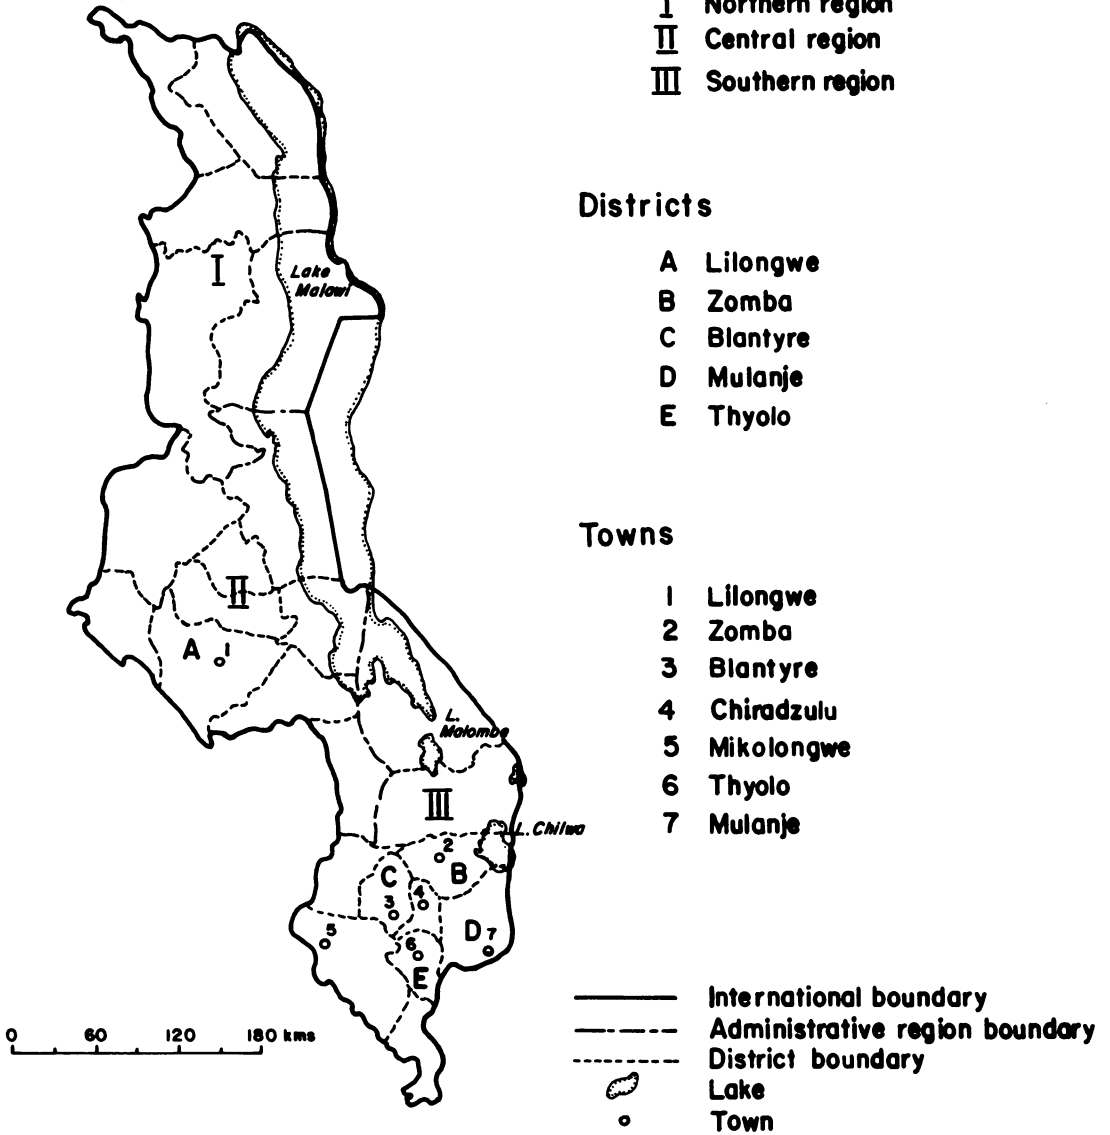 I Northern region
II Central region
III Southern region
Districts
A Lilongwe
B Zomba
C Blantyre
D Mulanje
E Thyolo
Towns
1 Lilongwe
2 Zomba
3 Blantyre
4 Chiradzulu
5 Mikolongwe
6 Thyolo
7 Mulanje
International boundary
Administrative region boundary
District boundary
Lake
Town
I
Lake
Malawi
II
A 1
L.
Malombe
III
L. Chilwa
2
B
C
4
3
D 7
5
6
E
0 60 120 180 kms